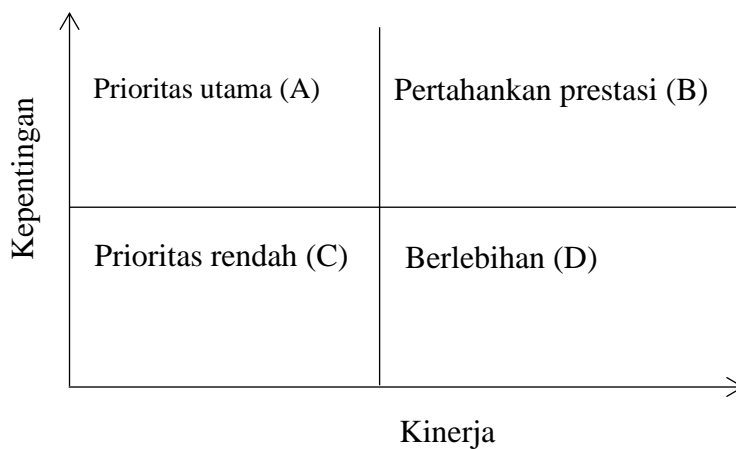 Prioritas utama (A)
Pertahankan prestasi (B)
Kepentingan
Prioritas rendah (C)
Berlebihan (D)
Kinerja